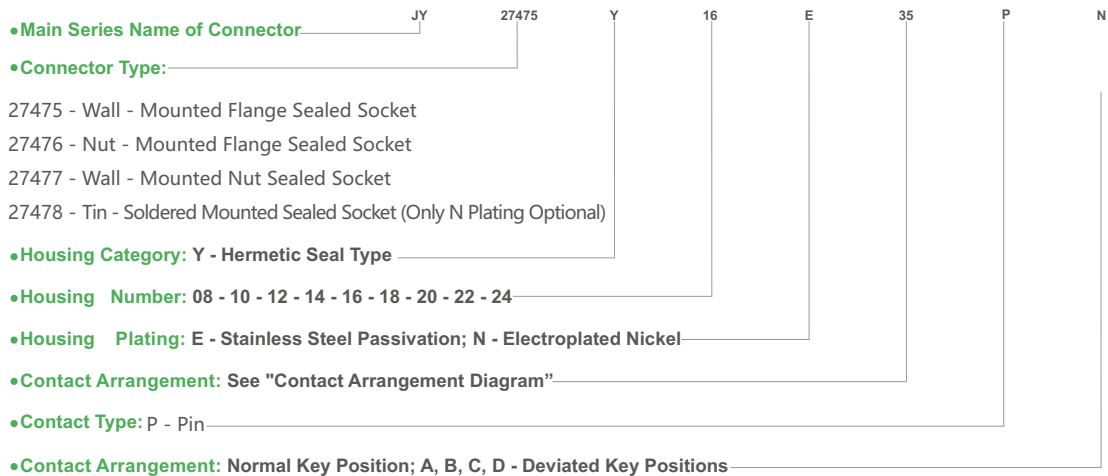 JY 27475 Y 16 E 35 P N
•Main Series Name of Connector
•Connector Type:
27475 - Wall - Mounted Flange Sealed Socket
27476 - Nut - Mounted Flange Sealed Socket
27477 - Wall - Mounted Nut Sealed Socket
27478 - Tin - Soldered Mounted Sealed Socket (Only N Plating Optional)
•Housing Category: Y - Hermetic Seal Type
•Housing Number: 08 - 10 - 12 - 14 - 16 - 18 - 20 - 22 - 24
•Housing Plating: E - Stainless Steel Passivation; N - Electroplated Nickel
•Contact Arrangement: See "Contact Arrangement Diagram”
•Contact Type: P - Pin
•Contact Arrangement: Normal Key Position; A, B, C, D - Deviated Key Positions